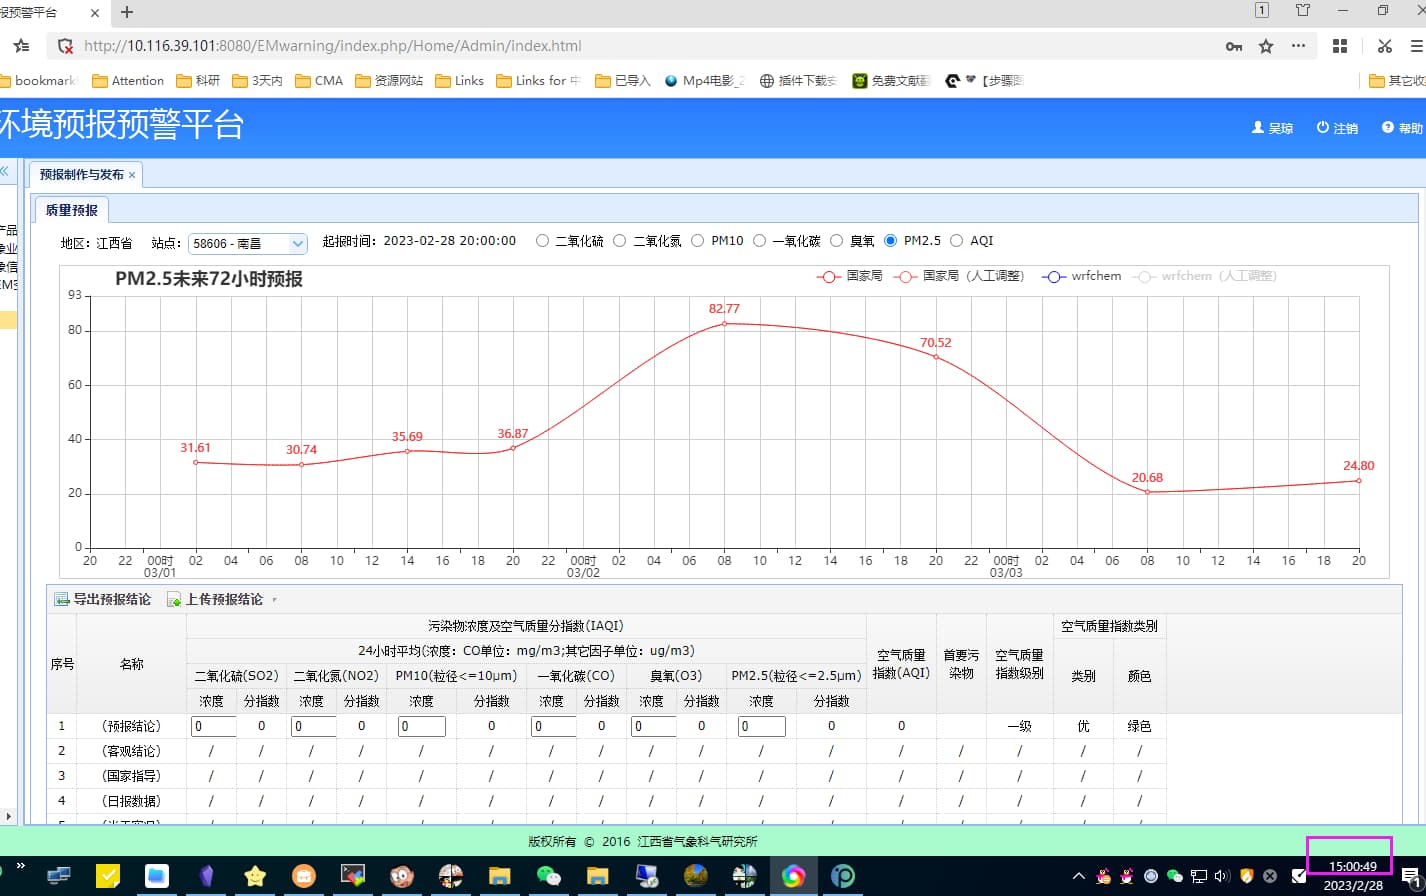 报预警平台
http://10.116.39.101:8080/EMwarning/index.php/Home/Admin/index.html
bookmark Attention 科研 3天内 CMA 资源网站 Links Links for 已导入 Mp4电影_2 插件下载安 免费文献 【步骤图 其它收
环境预报预警平台
吴琼 注销 帮助
预报制作与发布
质量预报
地区：江西省 站点：58606 - 南昌 起报时间：2023-02-28 20:00:00 二氧化硫 二氧化氮 PM10 一氧化碳 臭氧 PM2.5 AQI
PM2.5未来72小时预报 国家局 国家局（人工调整） wrfchem wrfchem（人工调整）
93
82.77
80
70.52
60
40
31.61 30.74 35.69 36.87 20.68 24.80
20
0
20 22 00时 02 04 06 08 10 12 14 16 18 20 22 00时 02 04 06 08 10 12 14 16 18 20 22 00时 02 04 06 08 10 12 14 16 18 20
03/01 03/02 03/03
导出预报结论 上传预报结论
污染物浓度及空气质量分指数(IAQI) 空气质量指数类别
24小时平均(浓度：CO单位：mg/m3;其它因子单位：ug/m3)
序号 名称 空气质量指数(AQI) 首要污染物 空气质量指数级别 类别 颜色
二氧化硫(SO2) 二氧化氮(NO2) PM10(粒径<=10μm) 一氧化碳(CO) 臭氧(O3) PM2.5(粒径<=2.5μm)
浓度 分指数 浓度 分指数 浓度 分指数 浓度 分指数 浓度 分指数 浓度 分指数
1 （预报结论） 0 0 0 0 0 0 0 0 0 0 0 0 0 一级 优 绿色
2 （客观结论） / / / / / / / / / / / / / / / / /
3 （国家指导） / / / / / / / / / / / / / / / / /
4 （日报数据） / / / / / / / / / / / / / / / / /
版权所有 © 2016 江西省气象科气研究所
15:00:49
2023/2/28